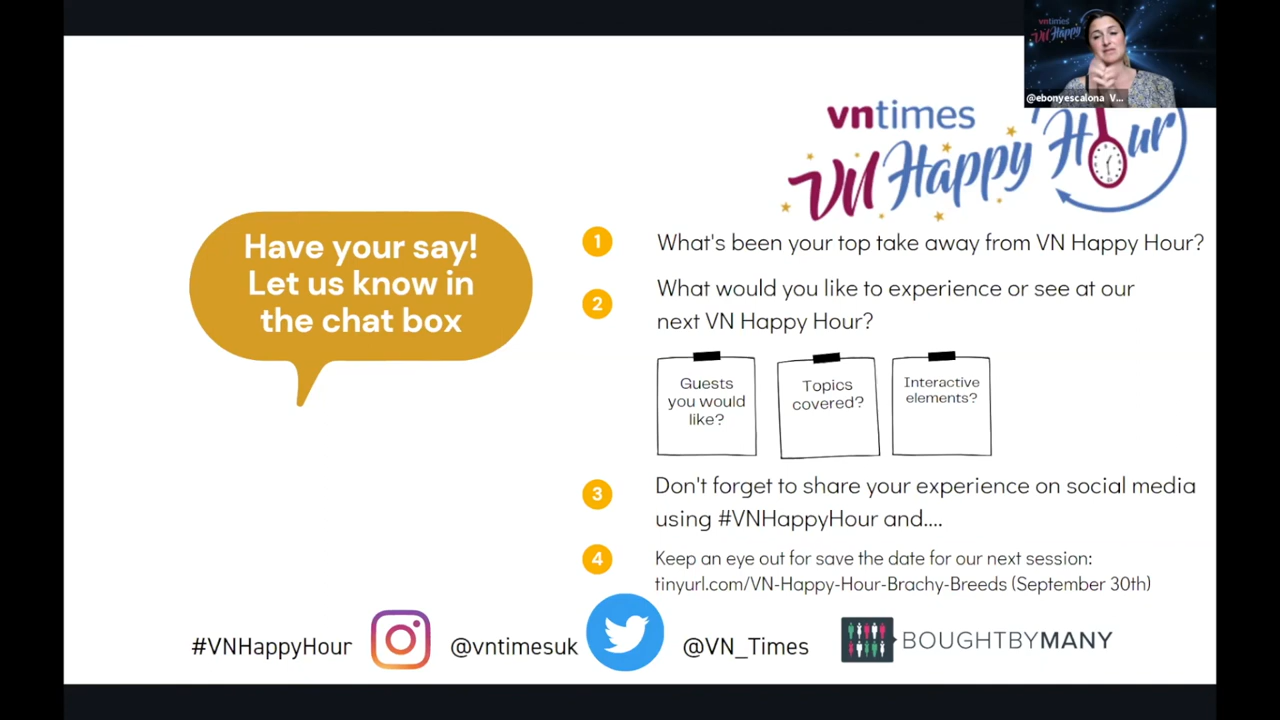 vntimes
VN Happy
@ebonyescalona V...
vntimes
VN Happy Hour
Have your say!
Let us know in
the chat box
1 What's been your top take away from VN Happy Hour?
2 What would you like to experience or see at our
next VN Happy Hour?
Guests
you would
like?
Topics
covered?
Interactive
elements?
3 Don't forget to share your experience on social media
using #VNHappyHour and....
4 Keep an eye out for save the date for our next session:
tinyurl.com/VN-Happy-Hour-Brachy-Breeds (September 30th)
#VNHappyHour
@vntimesuk
@VN_Times
BOUGHTBYMANY